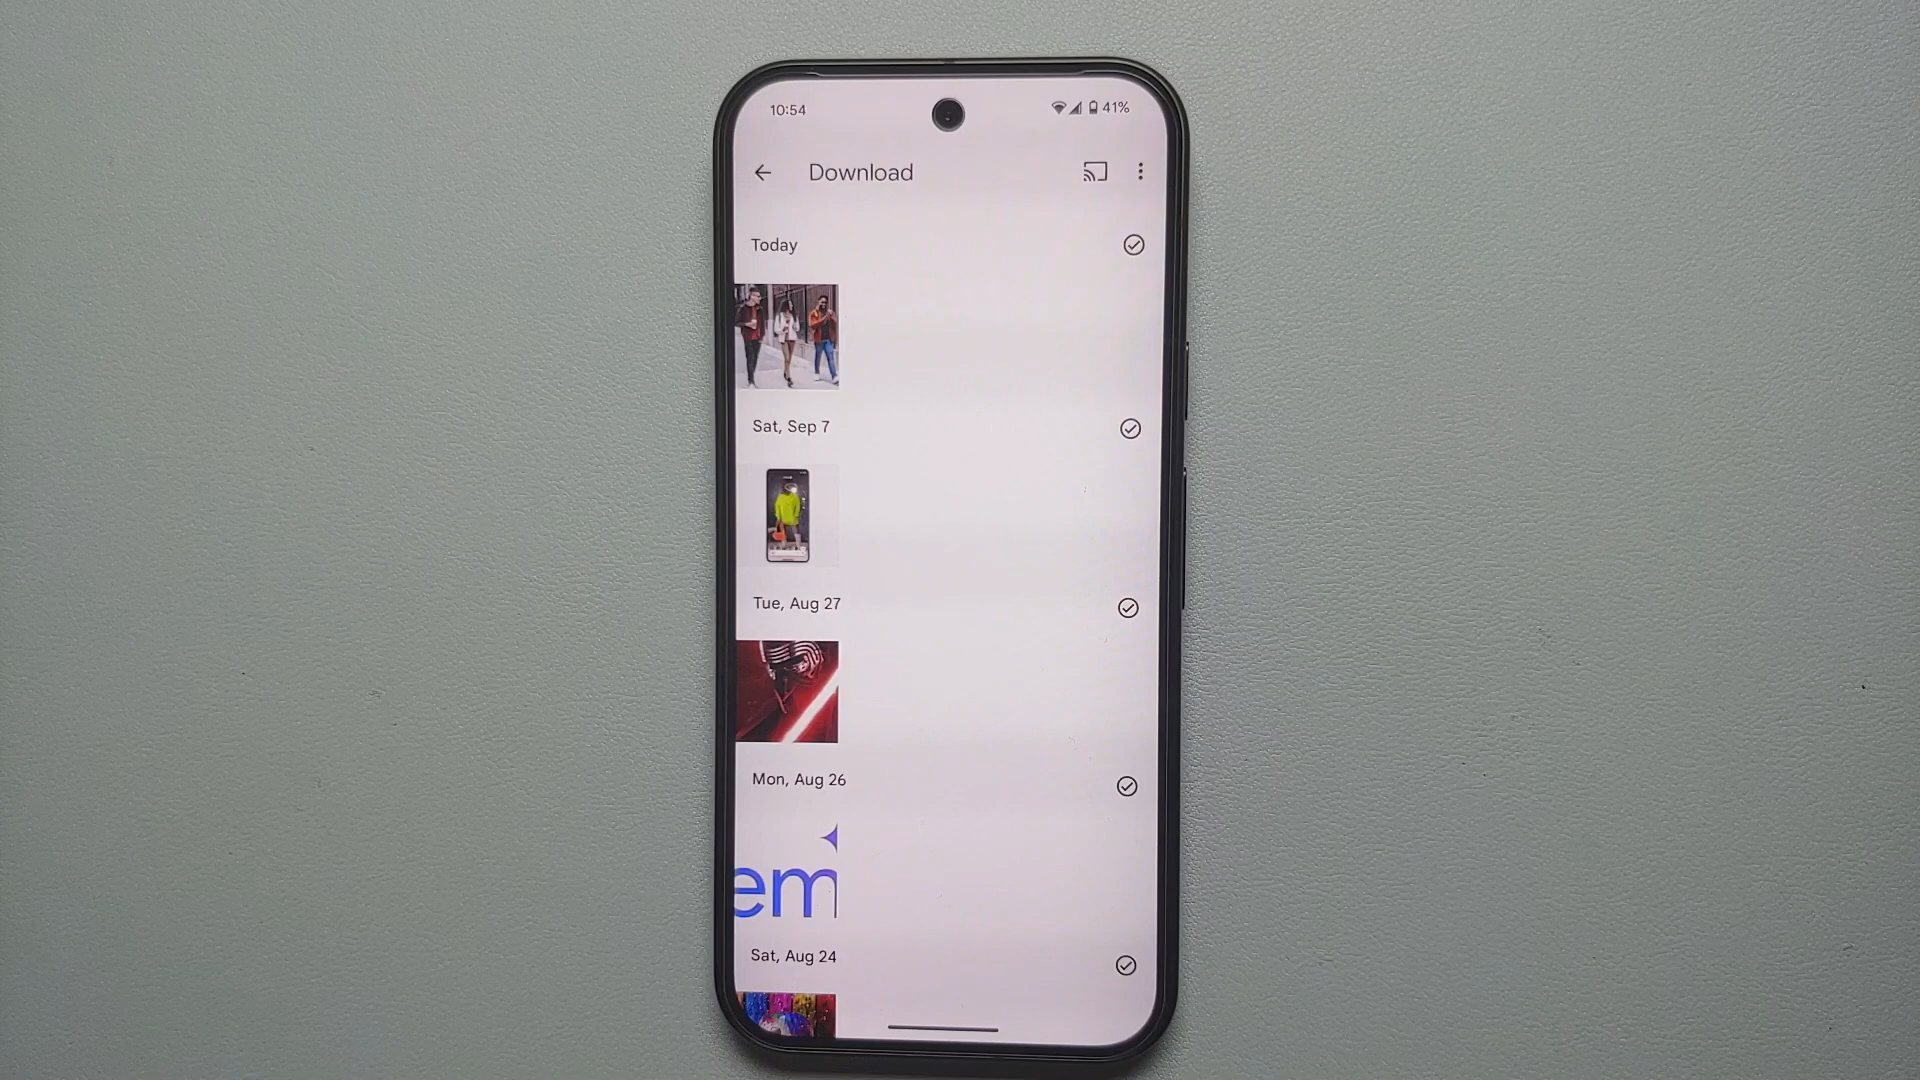 10:54
41%
Download
Today
Sat, Sep 7
Tue, Aug 27
Mon, Aug 26
em
Sat, Aug 24